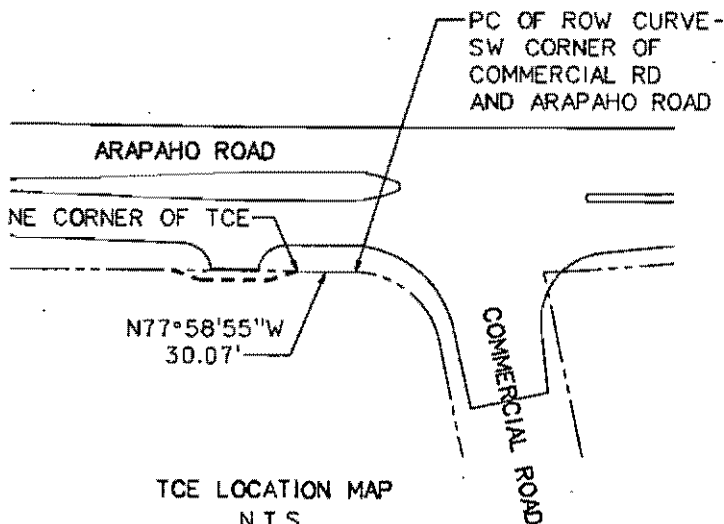 PC OF ROW CURVE-
SW CORNER OF
COMMERCIAL RD
AND ARAPAHO ROAD
ARAPAHO ROAD
NE CORNER OF TCE
N77°58'55"W
30.07'
COMMERCIAL ROAD
TCE LOCATION MAP
N.T.S.